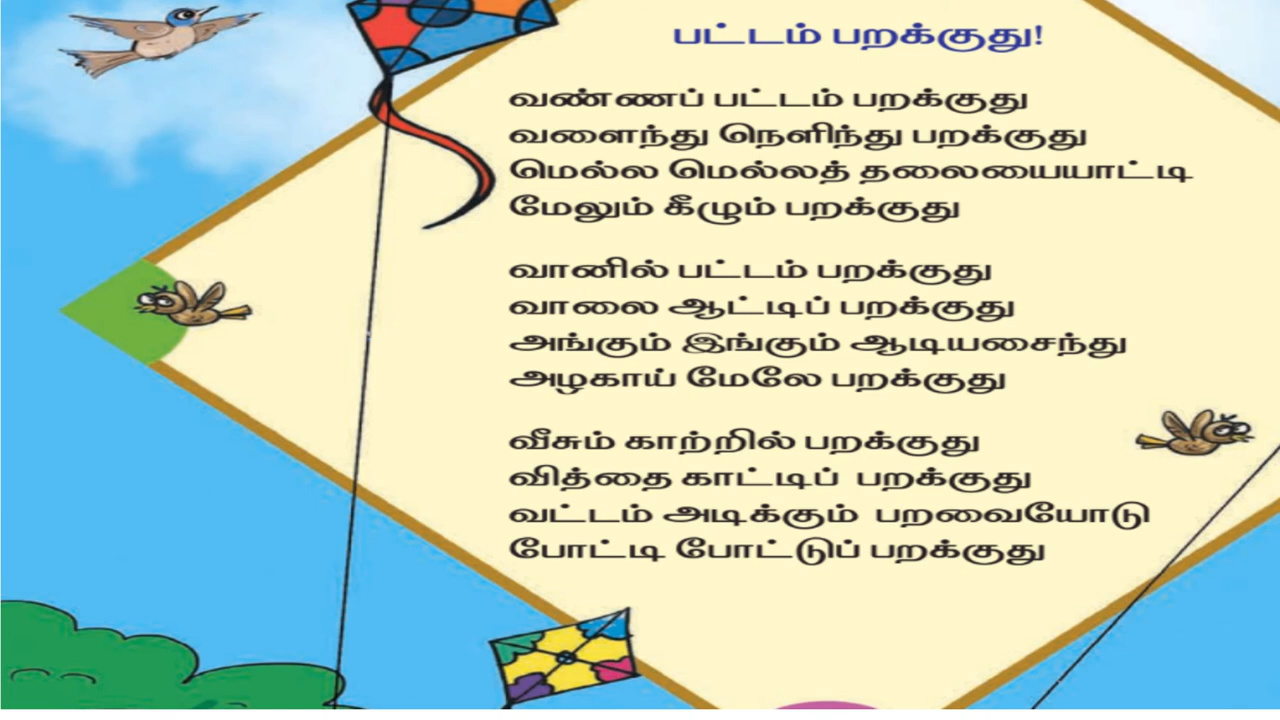 பட்டம் பறக்குது!
வண்ணப் பட்டம் பறக்குது
வளைந்து நெளிந்து பறக்குது
மெல்ல மெல்லத் தலையையாட்டி
மேலும் கீழும் பறக்குது
வானில் பட்டம் பறக்குது
வாலை ஆட்டிப் பறக்குது
அங்கும் இங்கும் ஆடியசைந்து
அழகாய் மேலே பறக்குது
வீசும் காற்றில் பறக்குது
வித்தை காட்டிப் பறக்குது
வட்டம் அடிக்கும் பறவையோடு
போட்டி போட்டுப் பறக்குது